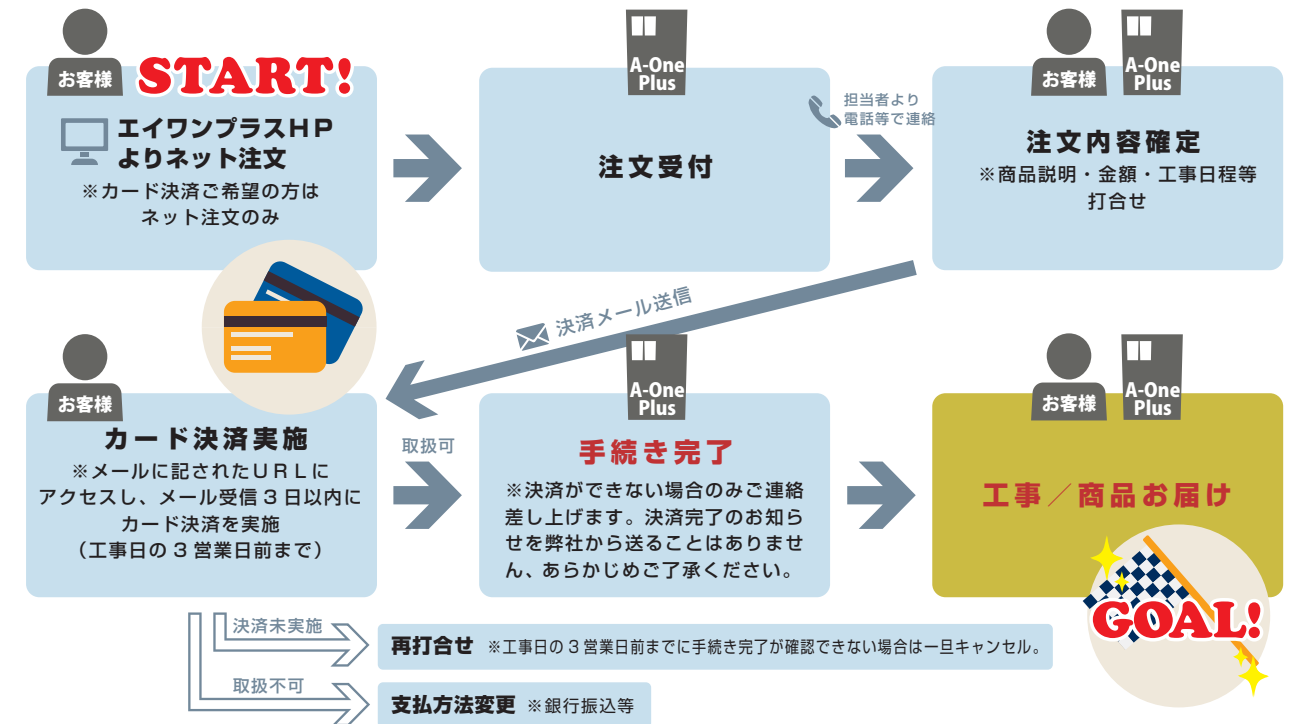 お客様
START!
エイワンプラスHP
よりネット注文
※カード決済ご希望の方は
ネット注文のみ
A-One
Plus
注文受付
担当者より
電話等で連絡
お客様
A-One
Plus
注文内容確定
※商品説明・金額・工事日程等
打合せ
決済メール送信
お客様
カード決済実施
※メールに記されたURLに
アクセスし、メール受信3日以内に
カード決済を実施
（工事日の3営業日前まで）
取扱可
A-One
Plus
手続き完了
※決済ができない場合のみご連絡
差し上げます。決済完了のお知ら
せを弊社から送ることはありませ
ん、あらかじめご了承ください。
お客様
A-One
Plus
工事／商品お届け
GOAL!
決済未実施
再打合せ ※工事日の3営業日前までに手続き完了が確認できない場合は一旦キャンセル。
取扱不可
支払方法変更 ※銀行振込等